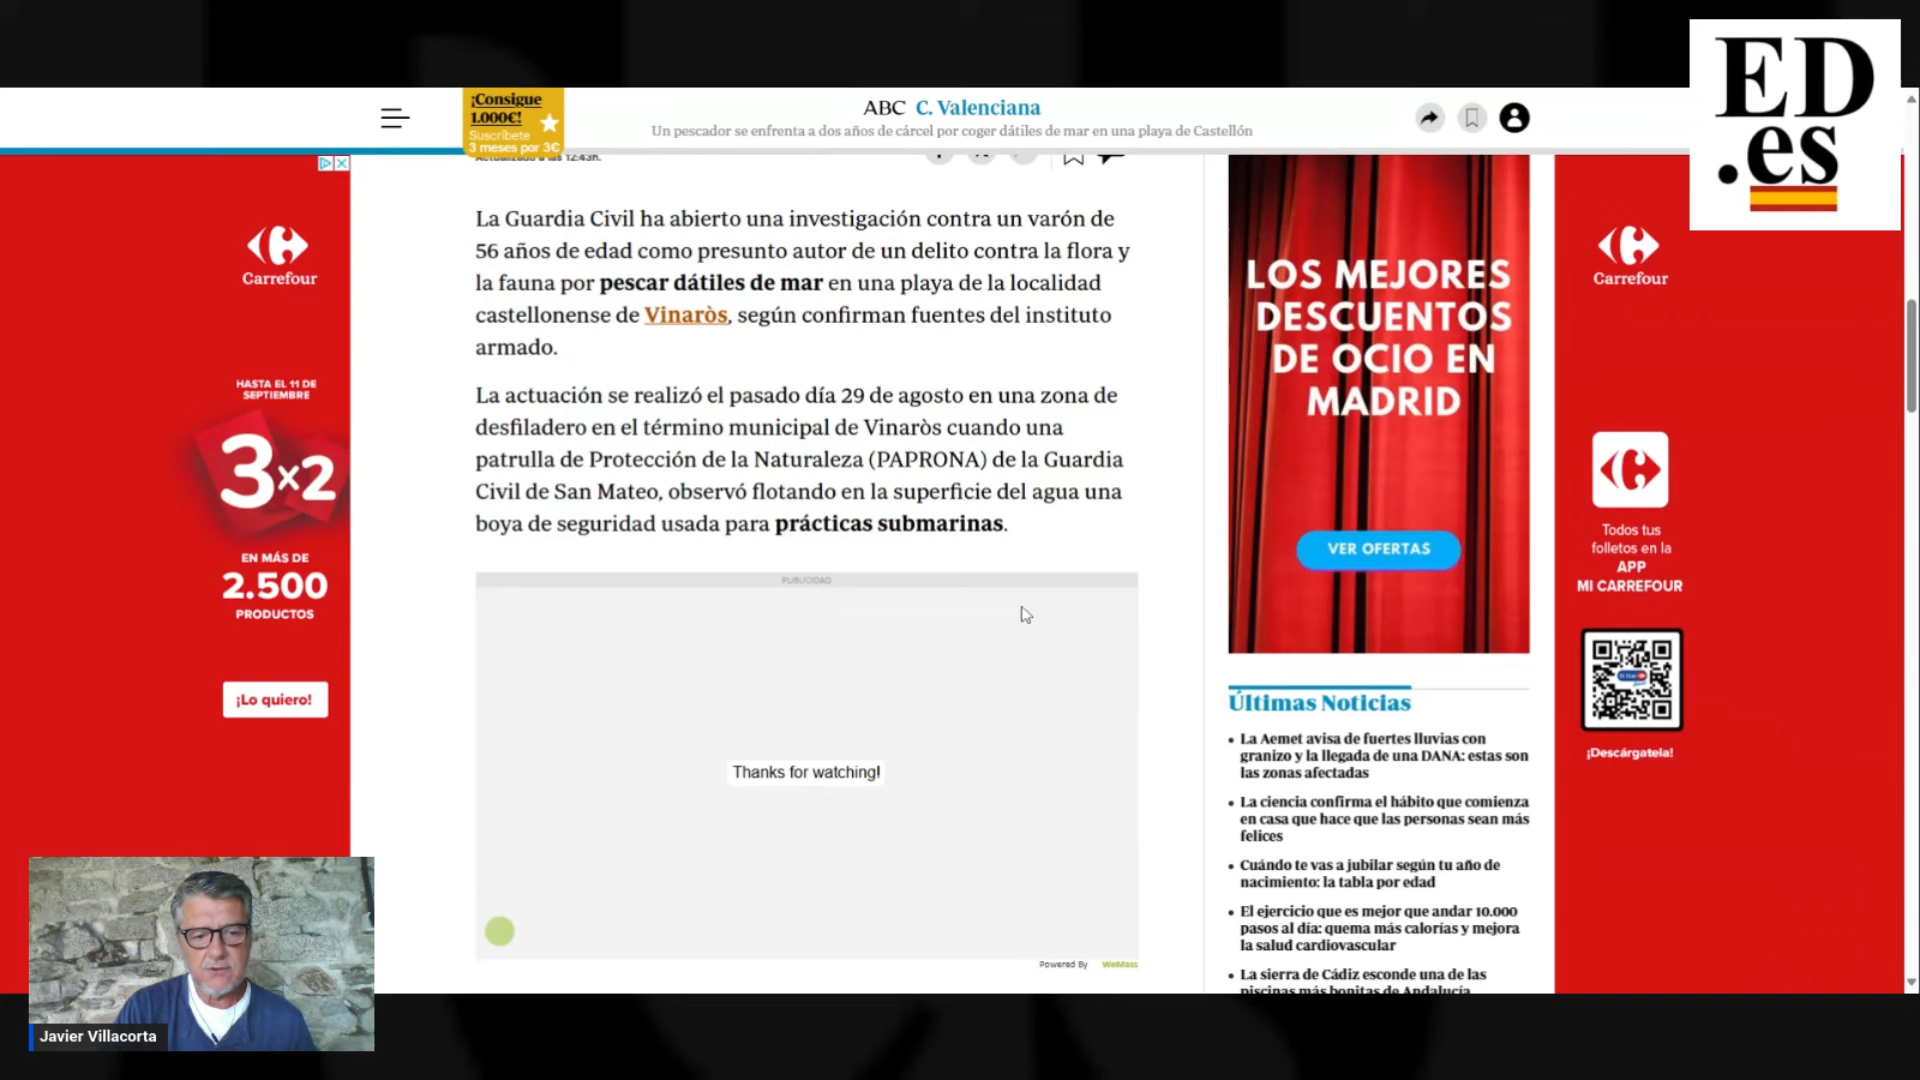 ED
.es
¡Consigue
1.000€!
Suscríbete
3 meses por 3€
ABC C. Valenciana
Un pescador se enfrenta a dos años de cárcel por coger dátiles de mar en una playa de Castellón
Actualizado a las 12:43h.
La Guardia Civil ha abierto una investigación contra un varón de
56 años de edad como presunto autor de un delito contra la flora y
la fauna por pescar dátiles de mar en una playa de la localidad
castellonense de Vinaròs, según confirman fuentes del instituto
armado.
La actuación se realizó el pasado día 29 de agosto en una zona de
desfiladero en el término municipal de Vinaròs cuando una
patrulla de Protección de la Naturaleza (PAPRONA) de la Guardia
Civil de San Mateo, observó flotando en la superficie del agua una
boya de seguridad usada para prácticas submarinas.
PUBLICIDAD
Thanks for watching!
Powered By WeMass
Carrefour
HASTA EL 11 DE
SEPTIEMBRE
3x2
EN MÁS DE
2.500
PRODUCTOS
¡Lo quiero!
LOS MEJORES
DESCUENTOS
DE OCIO EN
MADRID
VER OFERTAS
Últimas Noticias
La Aemet avisa de fuertes lluvias con
granizo y la llegada de una DANA: estas son
las zonas afectadas
La ciencia confirma el hábito que comienza
en casa que hace que las personas sean más
felices
Cuándo te vas a jubilar según tu año de
nacimiento: la tabla por edad
El ejercicio que es mejor que andar 10.000
pasos al día: quema más calorías y mejora
la salud cardiovascular
La sierra de Cádiz esconde una de las
piscinas más bonitas de Andalucía
Carrefour
Todos tus
folletos en la
APP
MI CARREFOUR
¡Descárgatela!
Javier Villacorta